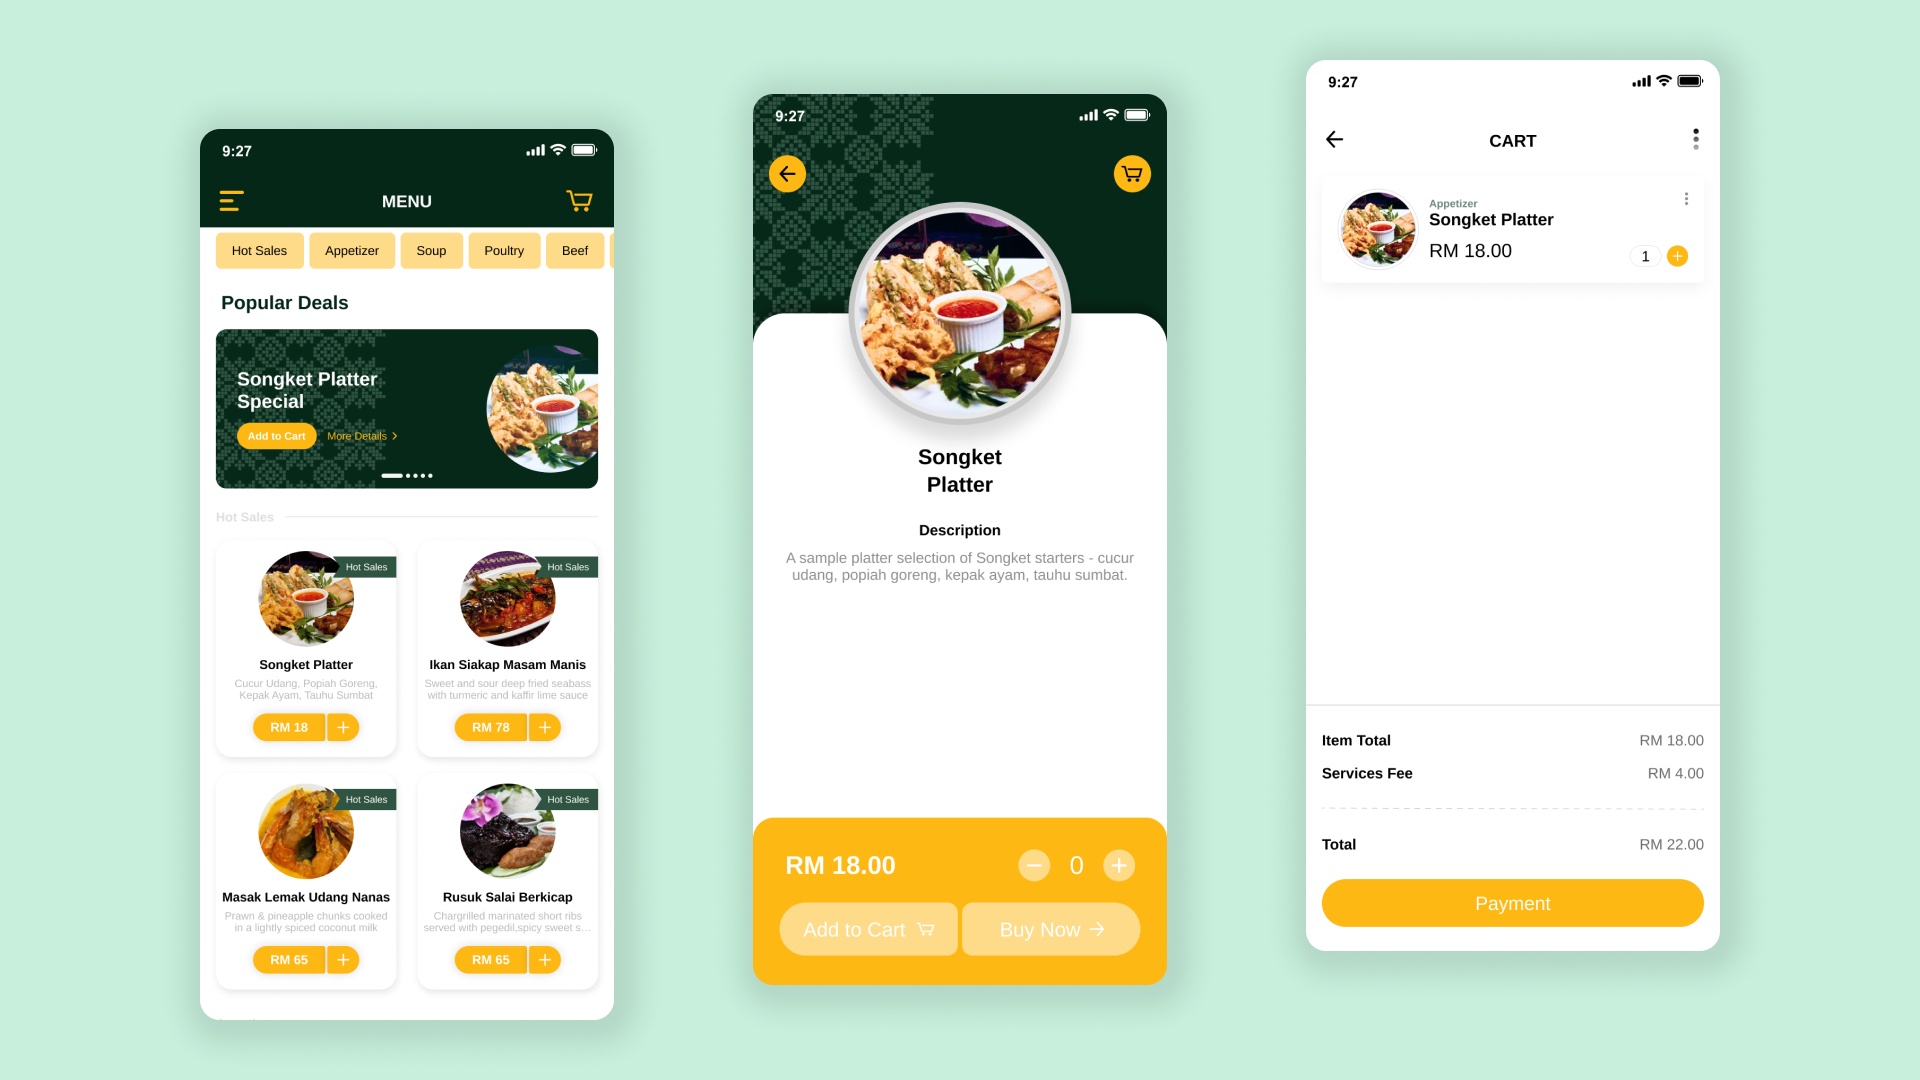 9:27
MENU
Hot Sales
Appetizer
Soup
Poultry
Beef
Popular Deals
Songket Platter
Special
Add to Cart
More Details
Hot Sales
Hot Sales
Songket Platter
Cucur Udang, Popiah Goreng,
Kepak Ayam, Tauhu Sumbat
RM 18
Hot Sales
Ikan Siakap Masam Manis
Sweet and sour deep fried seabass
with turmeric and kaffir lime sauce
RM 78
Hot Sales
Masak Lemak Udang Nanas
Prawn & pineapple chunks cooked
in a lightly spiced coconut milk
RM 65
Hot Sales
Rusuk Salai Berkicap
Chargrilled marinated short ribs
served with pegedil,spicy sweet s...
RM 65
9:27
Songket
Platter
Description
A sample platter selection of Songket starters - cucur
udang, popiah goreng, kepak ayam, tauhu sumbat.
RM 18.00
0
Add to Cart
Buy Now
9:27
CART
Appetizer
Songket Platter
RM 18.00
1
Item Total RM 18.00
Services Fee RM 4.00
Total RM 22.00
Payment